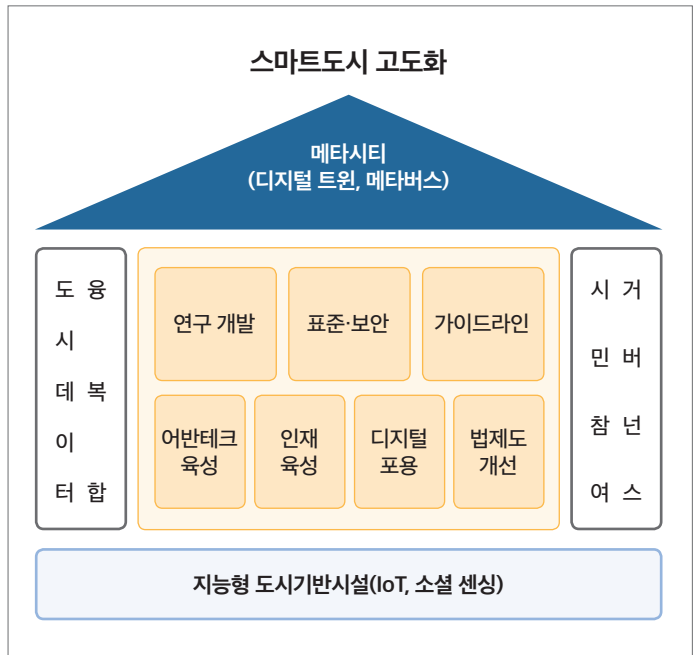 스마트도시 고도화
메타시티
(디지털 트윈, 메타버스)
도시데이터
융복합
연구 개발
표준·보안
가이드라인
어반테크
육성
인재
육성
디지털
포용
법제도
개선
시민참여
거버넌스
지능형 도시기반시설(IoT, 소셜 센싱)